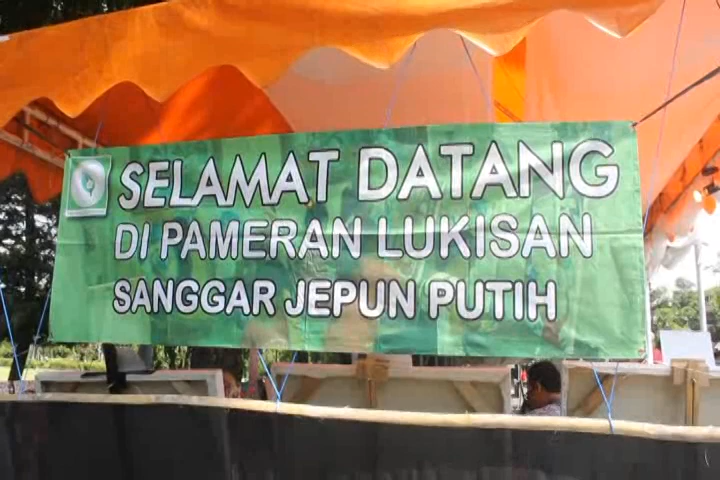 SELAMAT DATANG
DI PAMERAN LUKISAN
SANGGAR JEPUN PUTIH